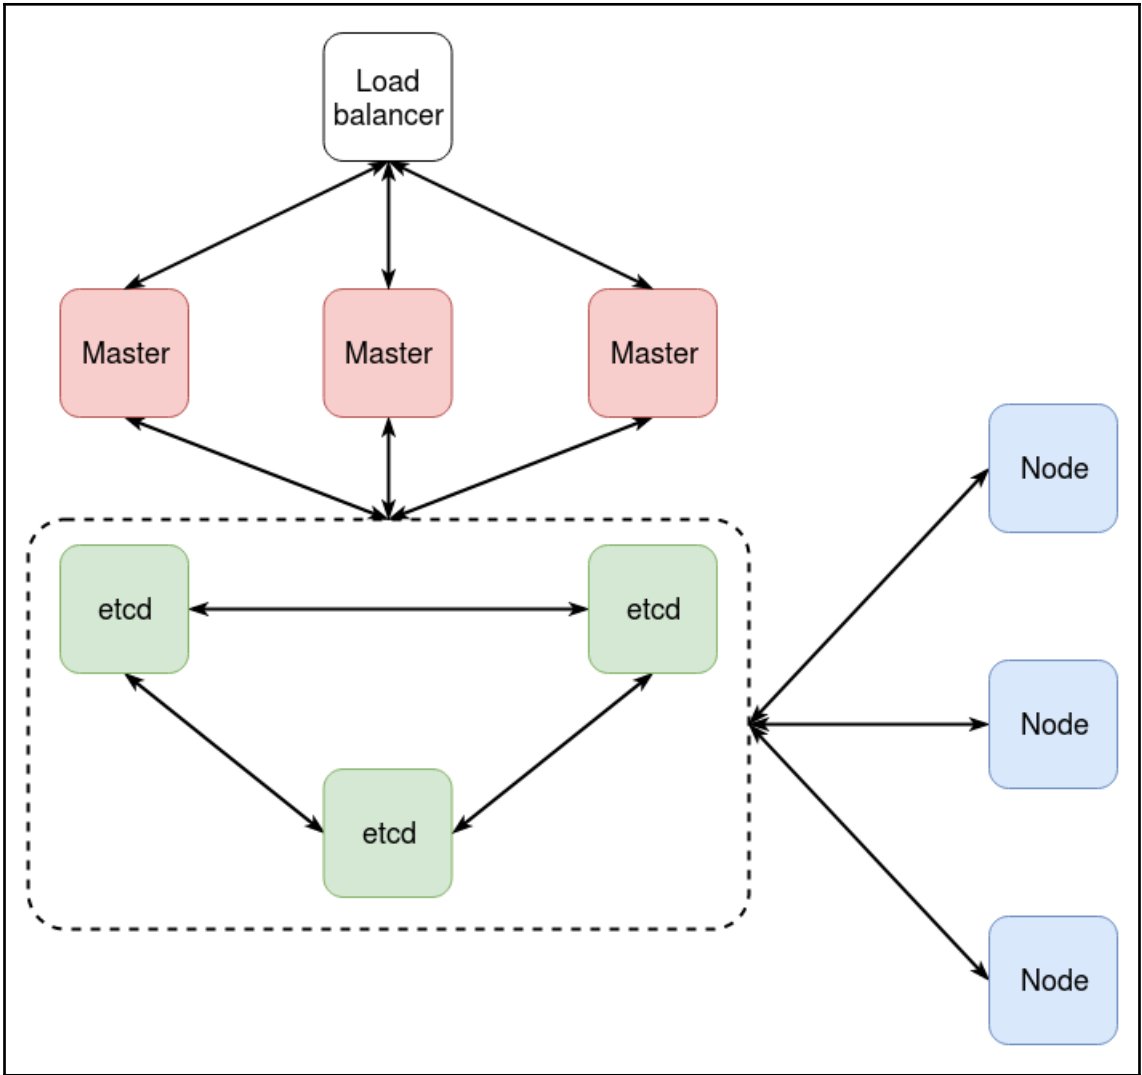 Load
balancer
Master
Master
Master
Node
etcd
etcd
Node
etcd
Node